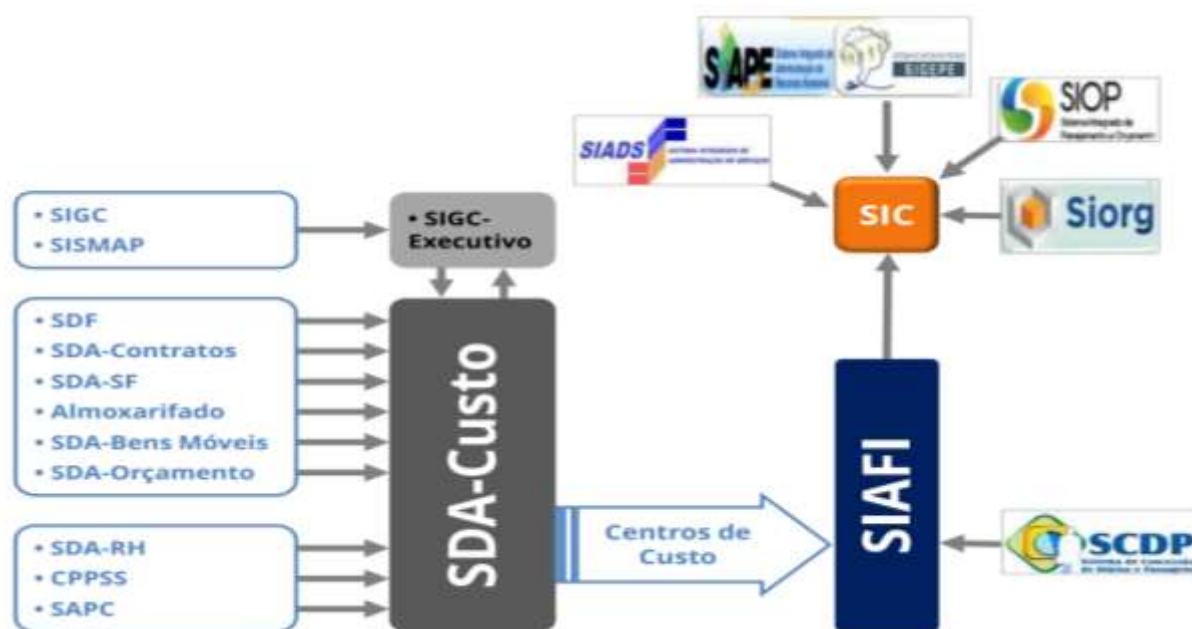 SIAPE
SIGEPE
SIOP
SIADS
SIC
Siorg
• SIGC
• SISMAP
• SIGC-
Executivo
• SDF
• SDA-Contratos
• SDA-SF
• Almoxarifado
• SDA-Bens Móveis
• SDA-Orçamento
SDA-Custo
SIAFI
Centros de
Custo
SCDP
• SDA-RH
• CPPSS
• SAPC